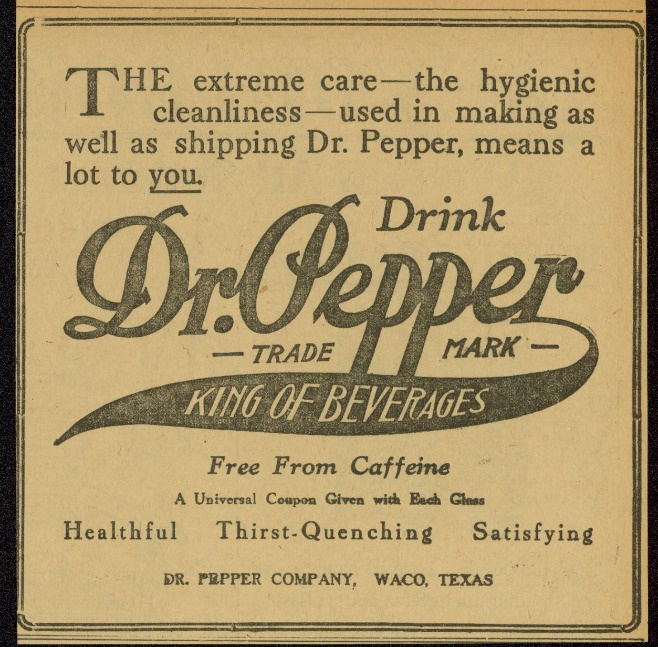 THE extreme care—the hygienic
cleanliness—used in making as
well as shipping Dr. Pepper, means a
lot to you.
Drink
Dr. Pepper
— TRADE MARK —
KING OF BEVERAGES
Free From Caffeine
A Universal Coupon Given with Each Glass
Healthful Thirst-Quenching Satisfying
DR. PEPPER COMPANY, WACO, TEXAS